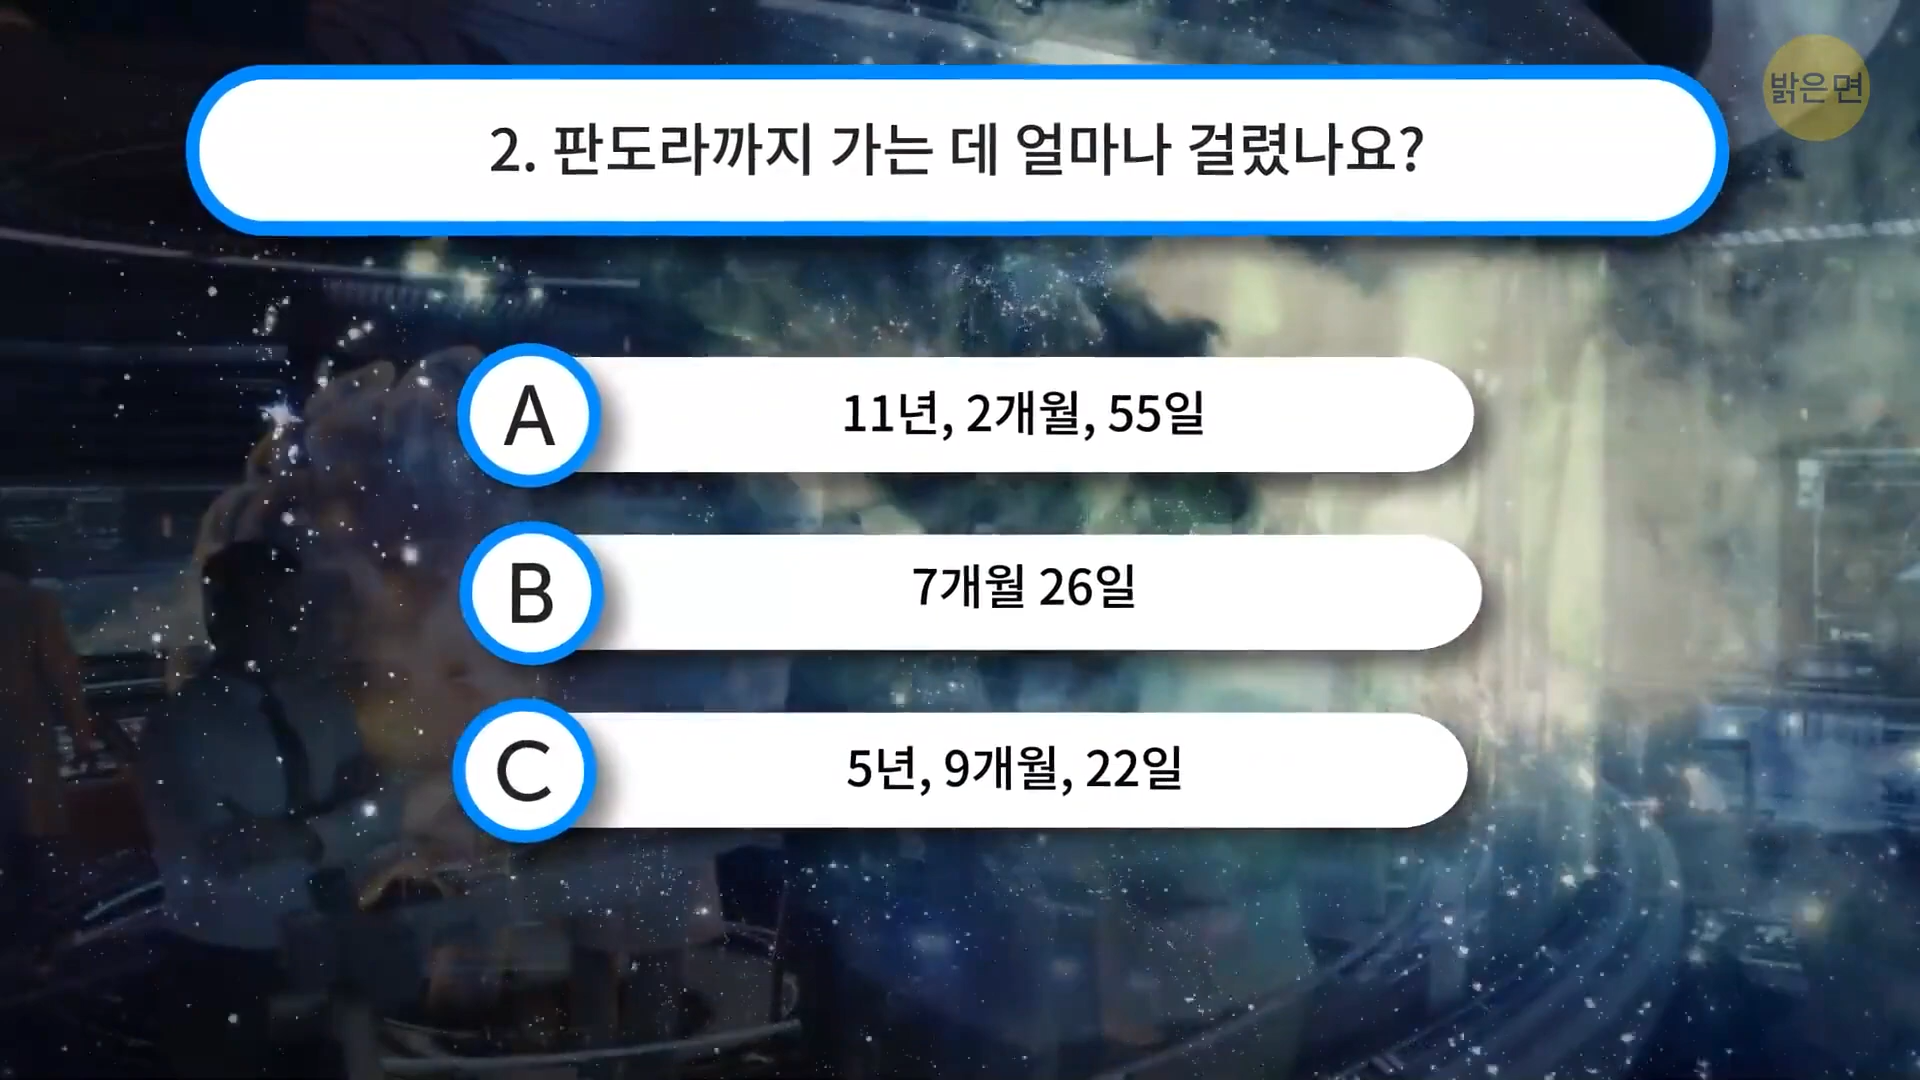 밝은면
2. 판도라까지 가는 데 얼마나 걸렸나요?
A
11년, 2개월, 55일
B
7개월 26일
C
5년, 9개월, 22일